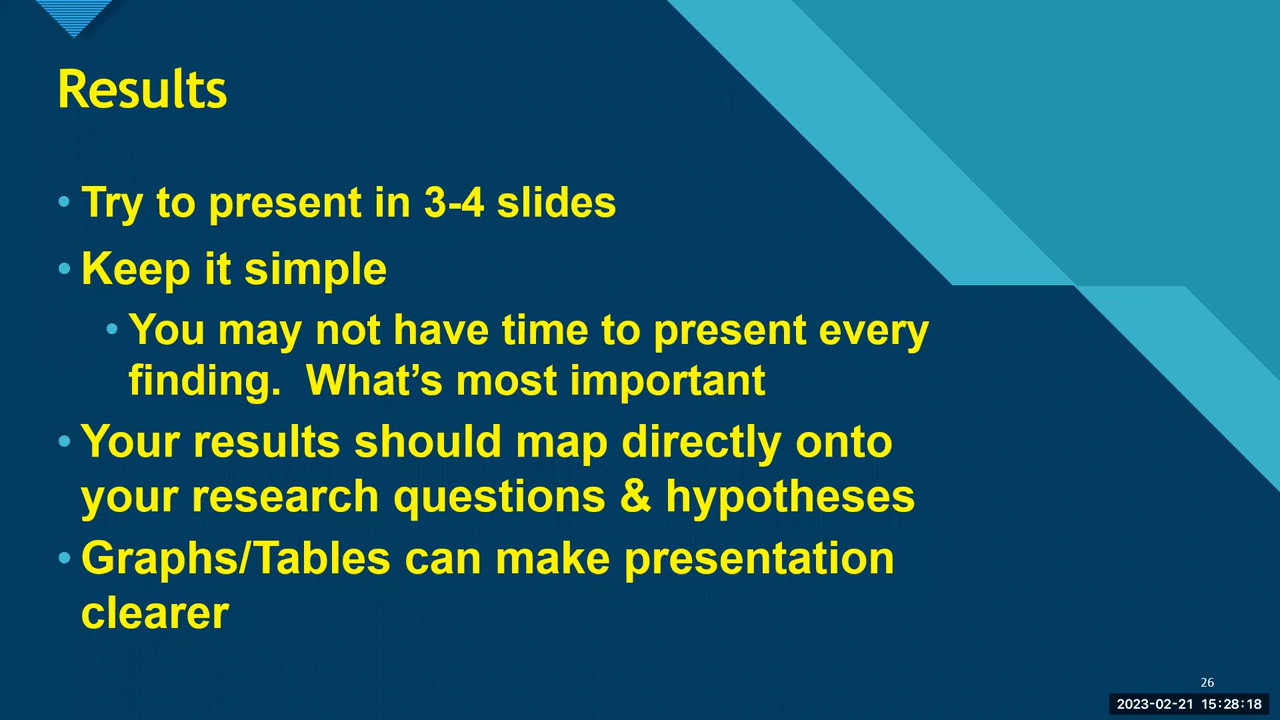 Results
• Try to present in 3-4 slides
• Keep it simple
• You may not have time to present every
finding.  What’s most important
• Your results should map directly onto
your research questions & hypotheses
• Graphs/Tables can make presentation
clearer
26
2023-02-21 15:28:18